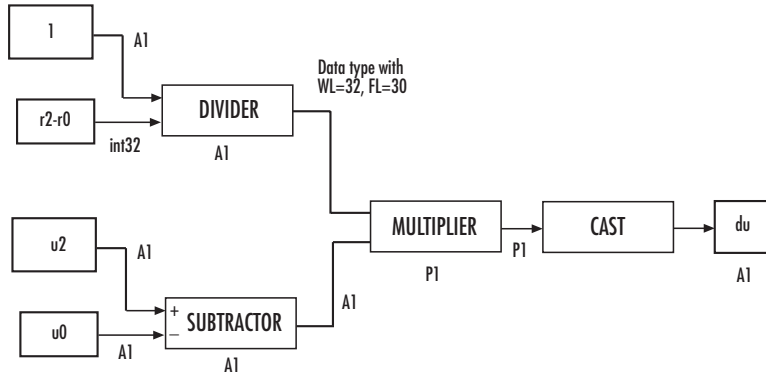 1
A1
Data type with
WL=32, FL=30
DIVIDER
r2-r0
int32
A1
u2
A1
MULTIPLIER
P1
P1
CAST
du
A1
A1
+
SUBTRACTOR
−
u0
A1
A1